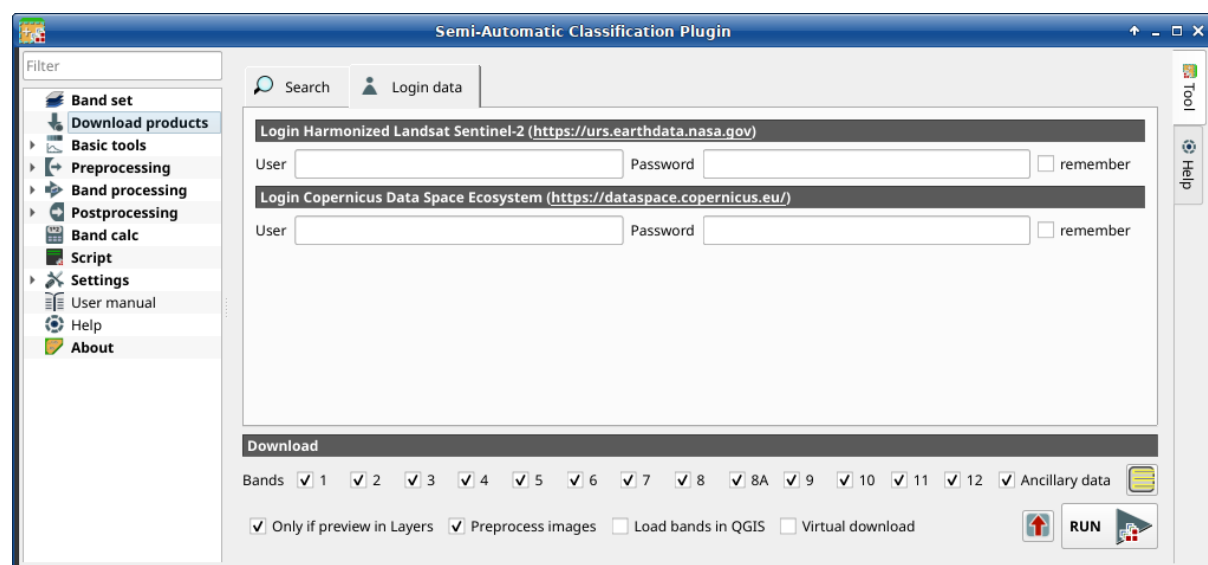 Semi-Automatic Classification Plugin
Filter
Band set
Download products
Basic tools
Preprocessing
Band processing
Postprocessing
Band calc
Script
Settings
User manual
Help
About
Search Login data
Login Harmonized Landsat Sentinel-2 (https://urs.earthdata.nasa.gov)
User Password remember
Login Copernicus Data Space Ecosystem (https://dataspace.copernicus.eu/)
User Password remember
Download
Bands 1 2 3 4 5 6 7 8 8A 9 10 11 12 Ancillary data
Only if preview in Layers Preprocess images Load bands in QGIS Virtual download RUN
Tool
Help